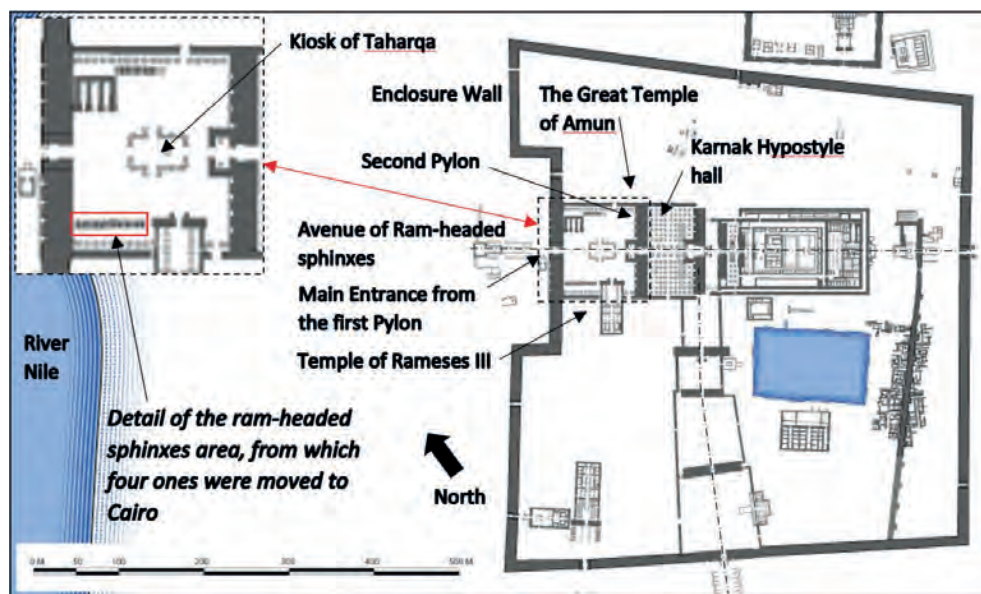 Kiosk of Taharqa
Enclosure Wall
The Great Temple
of Amun
Second Pylon
Karnak Hypostyle
hall
Avenue of Ram-headed
sphinxes
Main Entrance from
the first Pylon
Temple of Rameses III
River
Nile
Detail of the ram-headed
sphinxes area, from which
four ones were moved to
Cairo
North
0 M 50 100 200 300 400 500 M